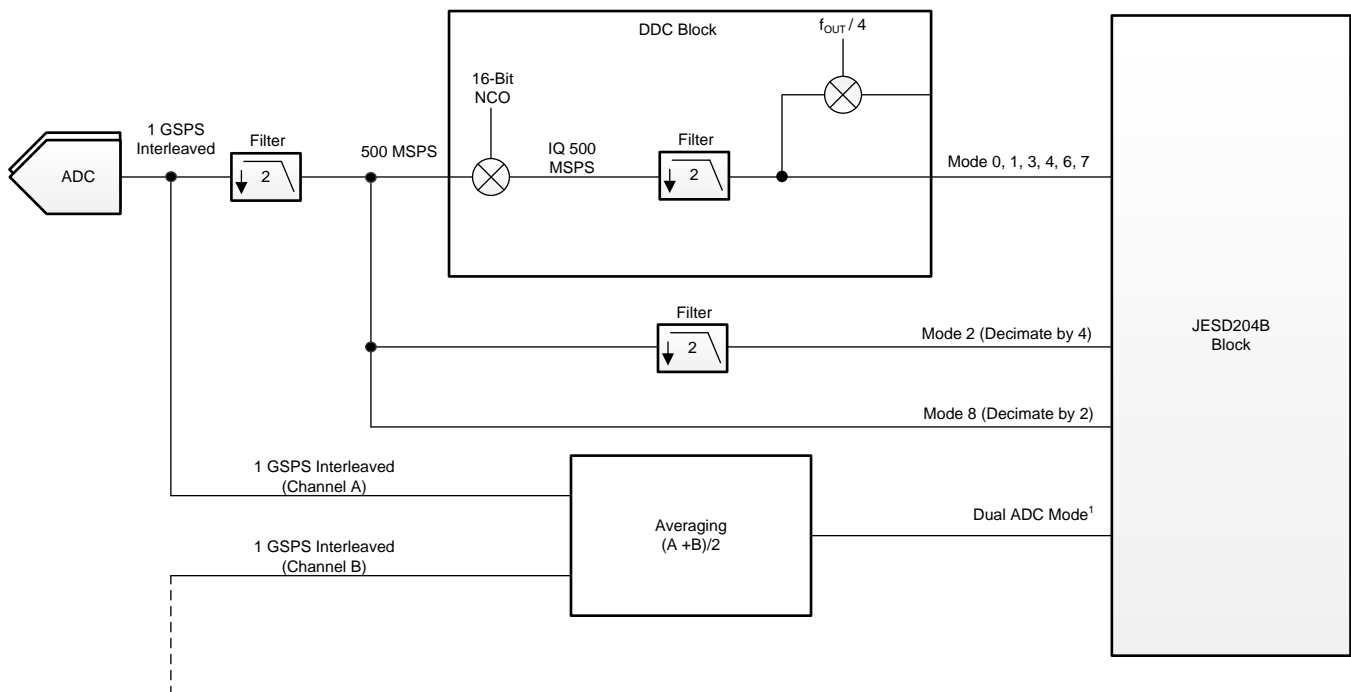 DDC Block
f_OUT / 4
16-Bit
NCO
1 GSPS
Interleaved
Filter
2
500 MSPS
IQ 500
MSPS
Filter
2
Mode 0, 1, 3, 4, 6, 7
ADC
Filter
2
Mode 2 (Decimate by 4)
JESD204B
Block
Mode 8 (Decimate by 2)
1 GSPS Interleaved
(Channel A)
Averaging
(A +B)/2
Dual ADC Mode¹
1 GSPS Interleaved
(Channel B)